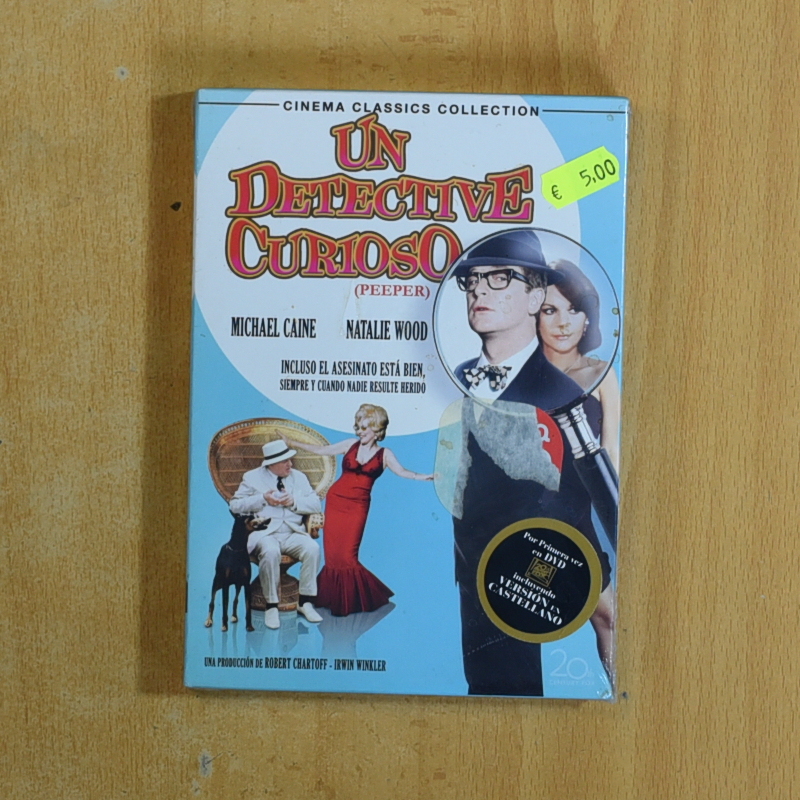 CINEMA CLASSICS COLLECTION
UN
DETECTIVE
CURIOSO
(PEEPER)
€ 5,00
MICHAEL CAINE NATALIE WOOD
INCLUSO EL ASESINATO ESTÁ BIEN,
SIEMPRE Y CUANDO NADIE RESULTE HERIDO
Por Primera vez
en DVD
incluyendo
VERSIÓN EN
CASTELLANO
UNA PRODUCCIÓN DE ROBERT CHARTOFF - IRWIN WINKLER
20